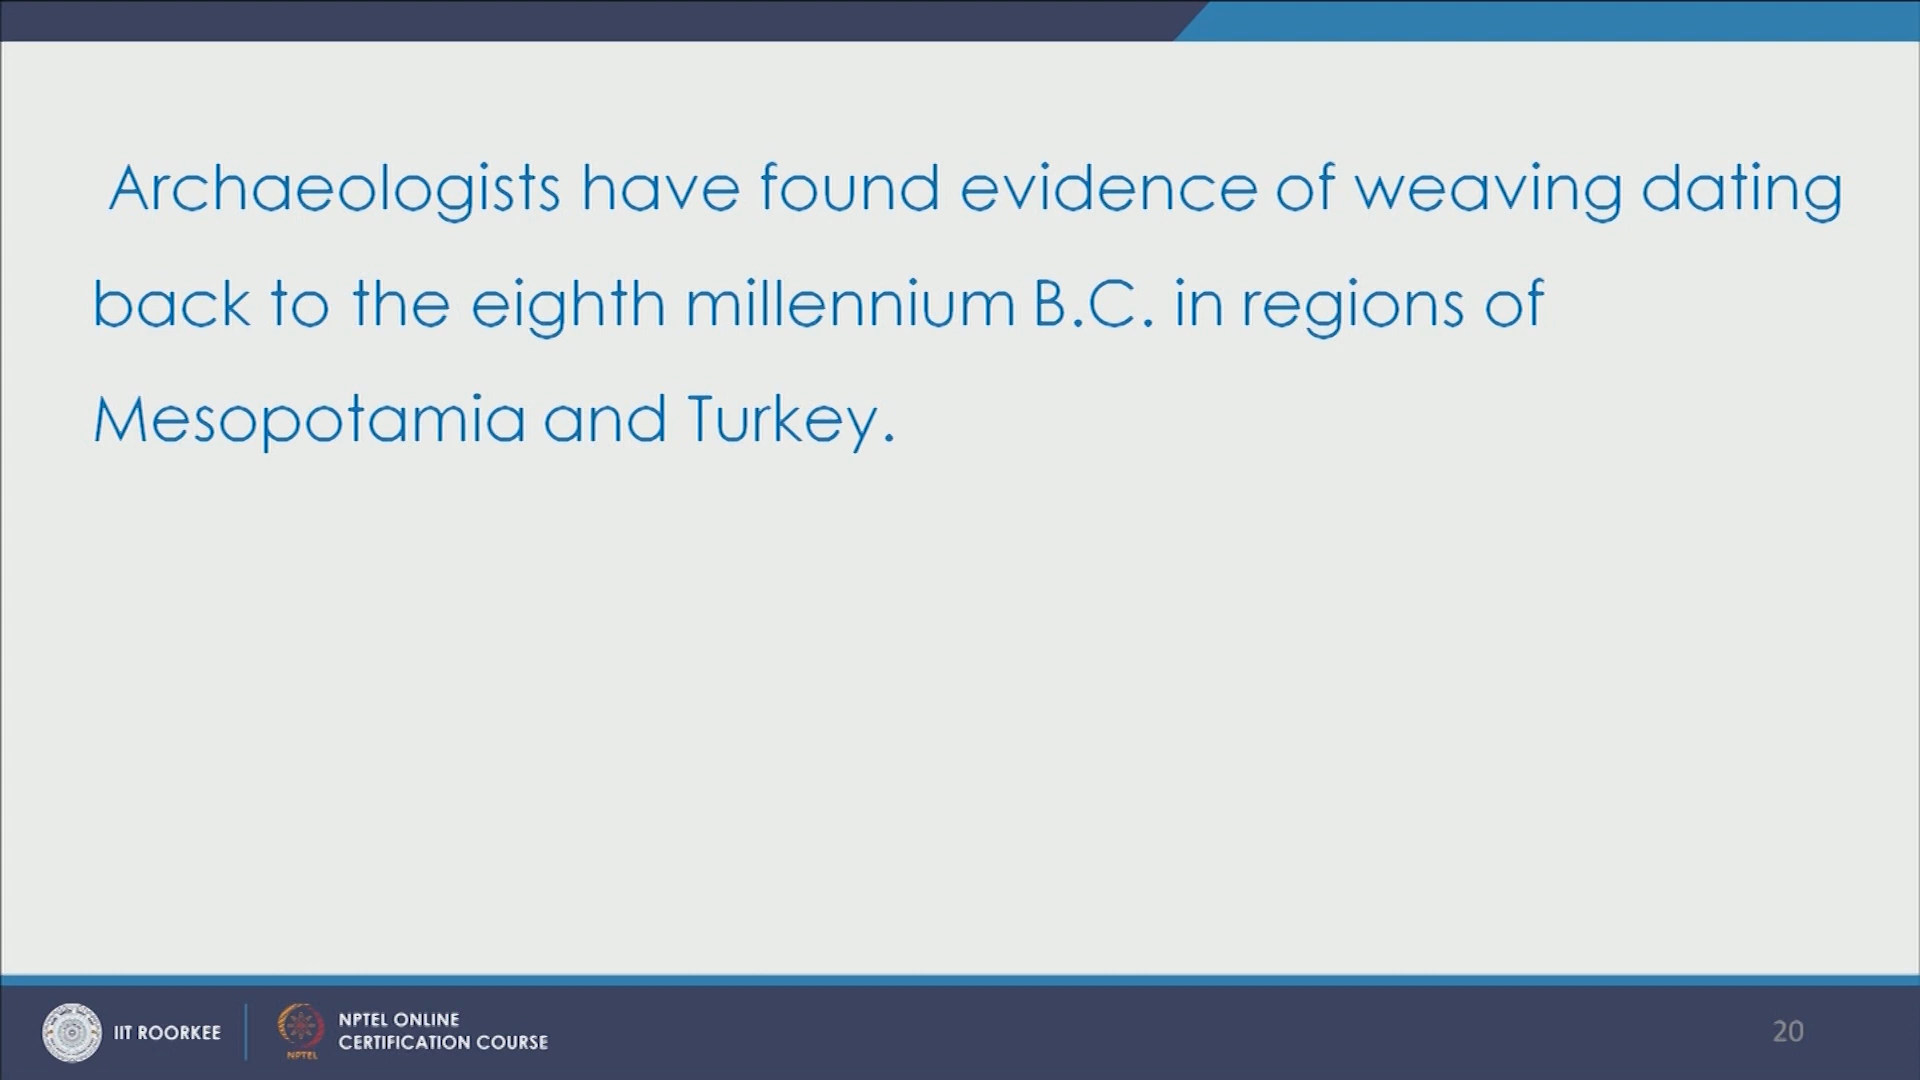 Archaeologists have found evidence of weaving dating
back to the eighth millennium B.C. in regions of
Mesopotamia and Turkey.
IIT ROORKEE
NPTEL
NPTEL ONLINE
CERTIFICATION COURSE
20